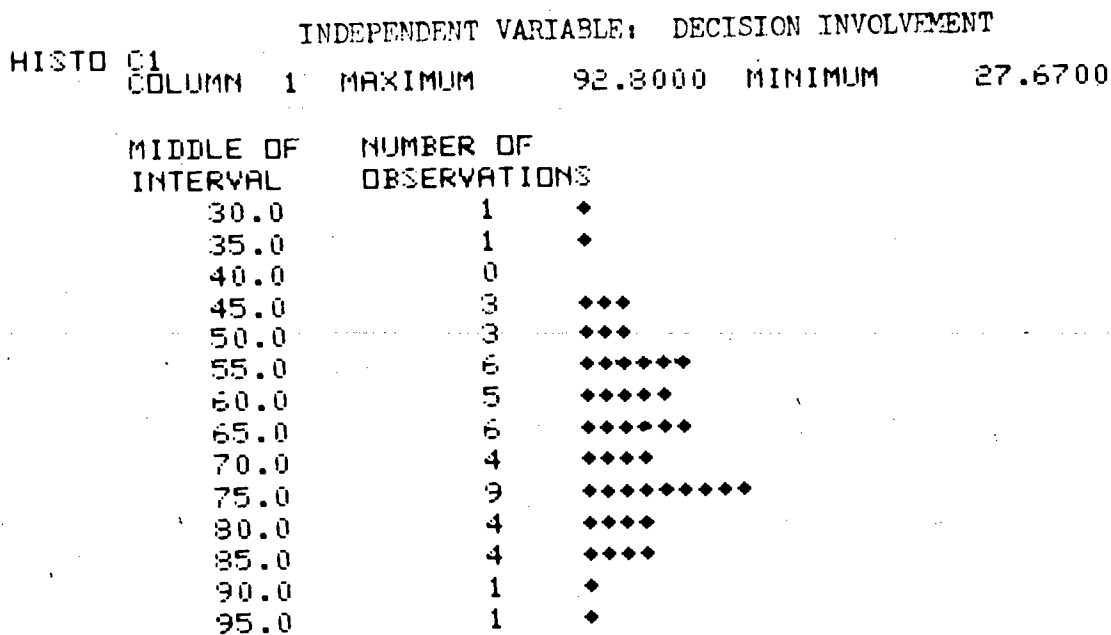 INDEPENDENT VARIABLE: DECISION INVOLVEMENT
HISTO C1
COLUMN 1 MAXIMUM 92.8000 MINIMUM 27.6700
MIDDLE OF NUMBER OF
INTERVAL OBSERVATIONS
30.0 1 ◆
35.0 1 ◆
40.0 0
45.0 3 ◆◆◆
50.0 3 ◆◆◆
55.0 6 ◆◆◆◆◆◆
60.0 5 ◆◆◆◆◆
65.0 6 ◆◆◆◆◆◆
70.0 4 ◆◆◆◆
75.0 9 ◆◆◆◆◆◆◆◆◆
80.0 4 ◆◆◆◆
85.0 4 ◆◆◆◆
90.0 1 ◆
95.0 1 ◆